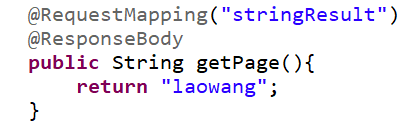 @RequestMapping("stringResult")
@ResponseBody
public String getPage(){
    return "laowang";
}